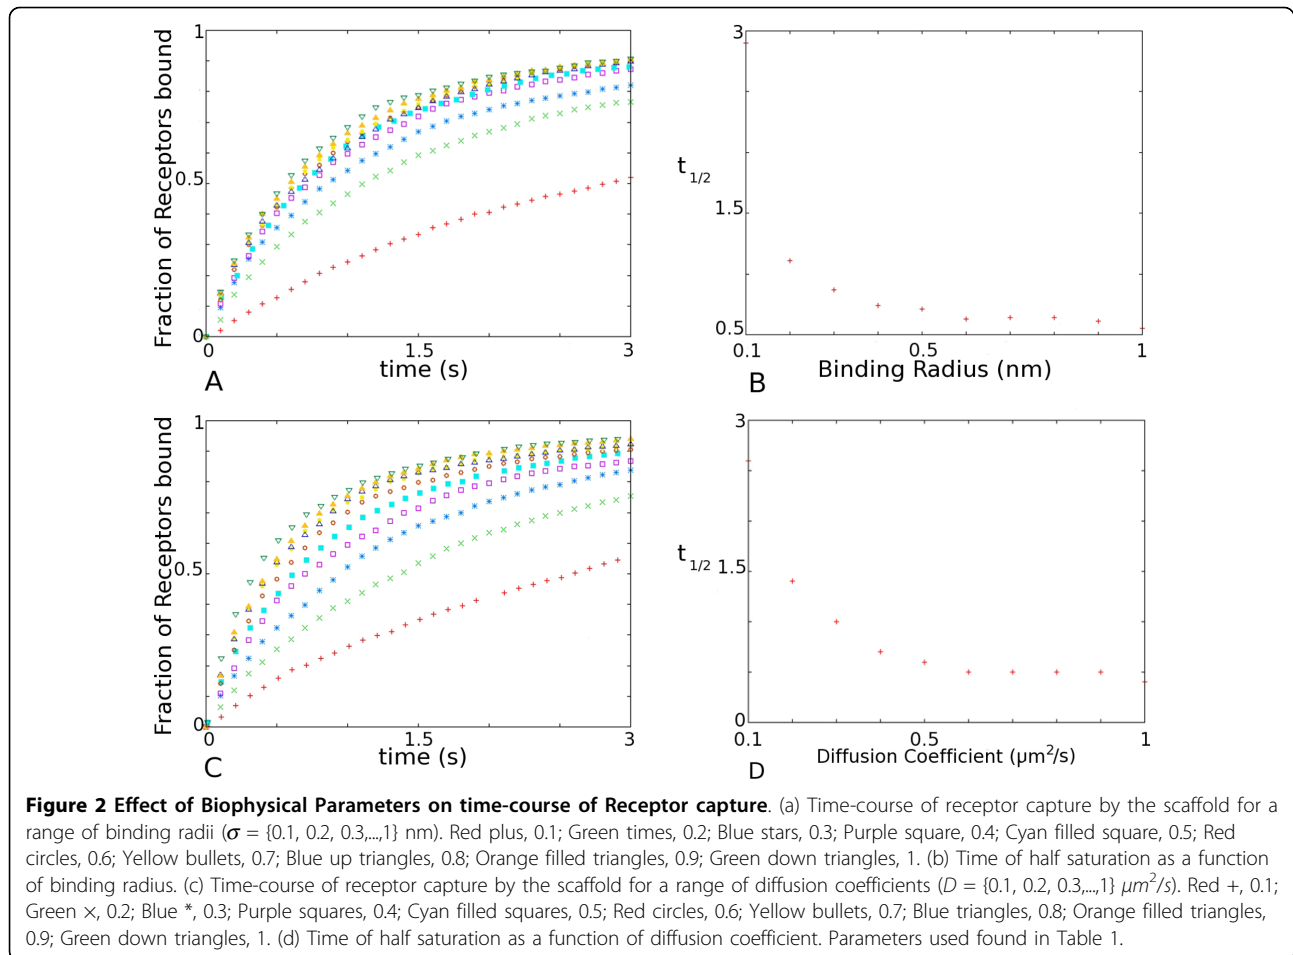 1
Fraction of Receptors bound
0.5
0
0
1.5
3
time (s)
A
3
t 1/2
1.5
0.5
0.1
0.5
1
Binding Radius (nm)
B
1
Fraction of Receptors bound
0.5
0
0
1.5
3
time (s)
C
3
t 1/2
1.5
0
0.1
0.5
1
Diffusion Coefficient (μm²/s)
D
Figure 2 Effect of Biophysical Parameters on time-course of Receptor capture. (a) Time-course of receptor capture by the scaffold for a
range of binding radii (σ = {0.1, 0.2, 0.3,...,1} nm). Red plus, 0.1; Green times, 0.2; Blue stars, 0.3; Purple square, 0.4; Cyan filled square, 0.5; Red
circles, 0.6; Yellow bullets, 0.7; Blue up triangles, 0.8; Orange filled triangles, 0.9; Green down triangles, 1. (b) Time of half saturation as a function
of binding radius. (c) Time-course of receptor capture by the scaffold for a range of diffusion coefficients (D = {0.1, 0.2, 0.3,...,1} μm²/s). Red +, 0.1;
Green ×, 0.2; Blue *, 0.3; Purple squares, 0.4; Cyan filled squares, 0.5; Red circles, 0.6; Yellow bullets, 0.7; Blue triangles, 0.8; Orange filled triangles,
0.9; Green down triangles, 1. (d) Time of half saturation as a function of diffusion coefficient. Parameters used found in Table 1.